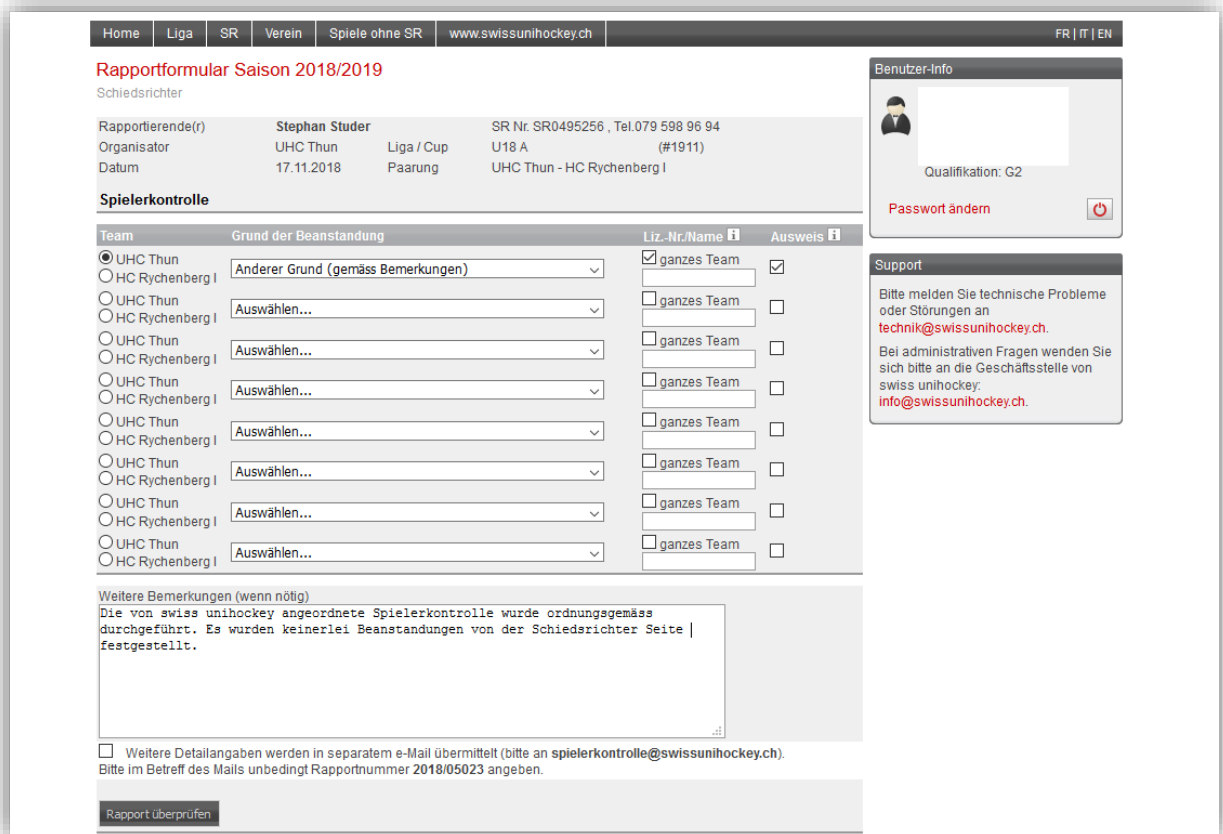 Home Liga SR Verein Spiele ohne SR www.swissunihockey.ch FR | IT | EN
Rapportformular Saison 2018/2019
Schiedsrichter
Rapportierende(r) Stephan Studer SR Nr. SR0495256 , Tel.079 598 96 94
Organisator UHC Thun Liga / Cup U18 A (#1911)
Datum 17.11.2018 Paarung UHC Thun - HC Rychenberg I
Spielerkontrolle
Team Grund der Beanstandung Liz.-Nr./Name Ausweis
UHC Thun ganzes Team
HC Rychenberg I Anderer Grund (gemäss Bemerkungen)
UHC Thun ganzes Team
HC Rychenberg I Auswählen...
UHC Thun ganzes Team
HC Rychenberg I Auswählen...
UHC Thun ganzes Team
HC Rychenberg I Auswählen...
UHC Thun ganzes Team
HC Rychenberg I Auswählen...
UHC Thun ganzes Team
HC Rychenberg I Auswählen...
UHC Thun ganzes Team
HC Rychenberg I Auswählen...
UHC Thun ganzes Team
HC Rychenberg I Auswählen...
Weitere Bemerkungen (wenn nötig)
Die von swiss unihockey angeordnete Spielerkontrolle wurde ordnungsgemäss
durchgeführt. Es wurden keinerlei Beanstandungen von der Schiedsrichter Seite
festgestellt.
Weitere Detailangaben werden in separatem e-Mail übermittelt (bitte an spielerkontrolle@swissunihockey.ch).
Bitte im Betreff des Mails unbedingt Rapportnummer 2018/05023 angeben.
Rapport überprüfen
Benutzer-Info
Qualifikation: G2
Passwort ändern
Support
Bitte melden Sie technische Probleme
oder Störungen an
technik@swissunihockey.ch.
Bei administrativen Fragen wenden Sie
sich bitte an die Geschäftsstelle von
swiss unihockey:
info@swissunihockey.ch.